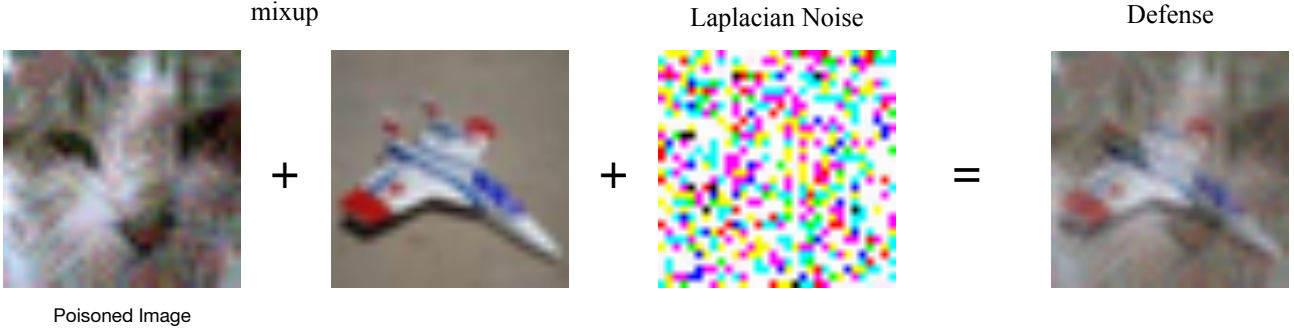 mixup
Laplacian Noise
Defense
+
+
=
Poisoned Image